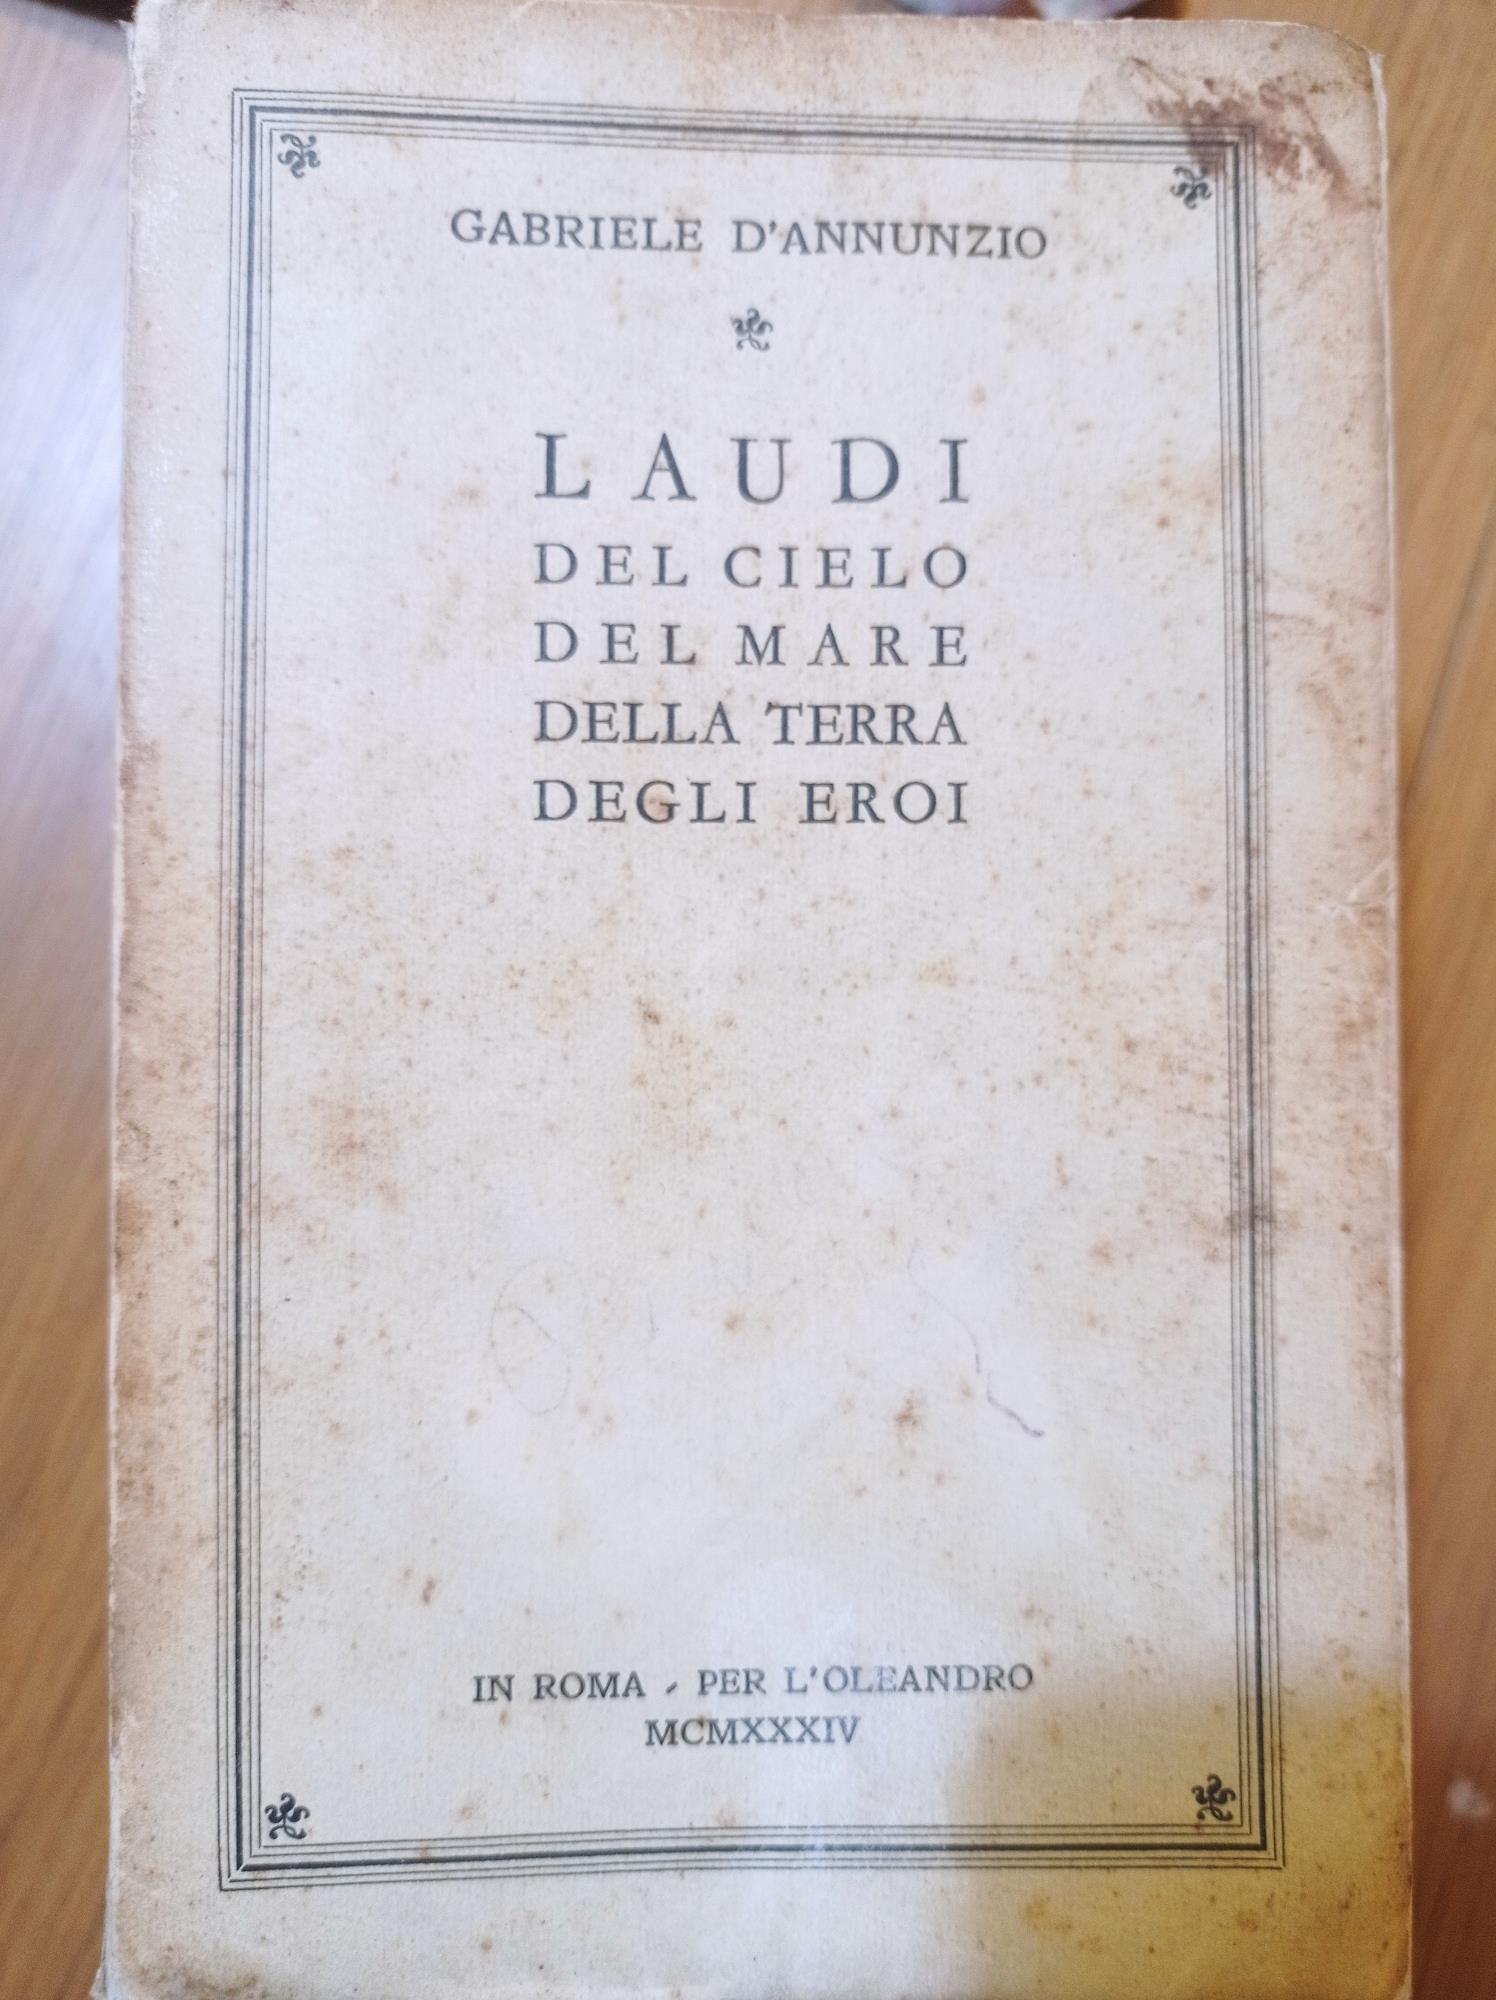 GABRIELE D'ANNUNZIO
LAUDI
DEL CIELO
DEL MARE
DELLA TERRA
DEGLI EROI
IN ROMA - PER L'OLEANDRO
MCMXXXIV